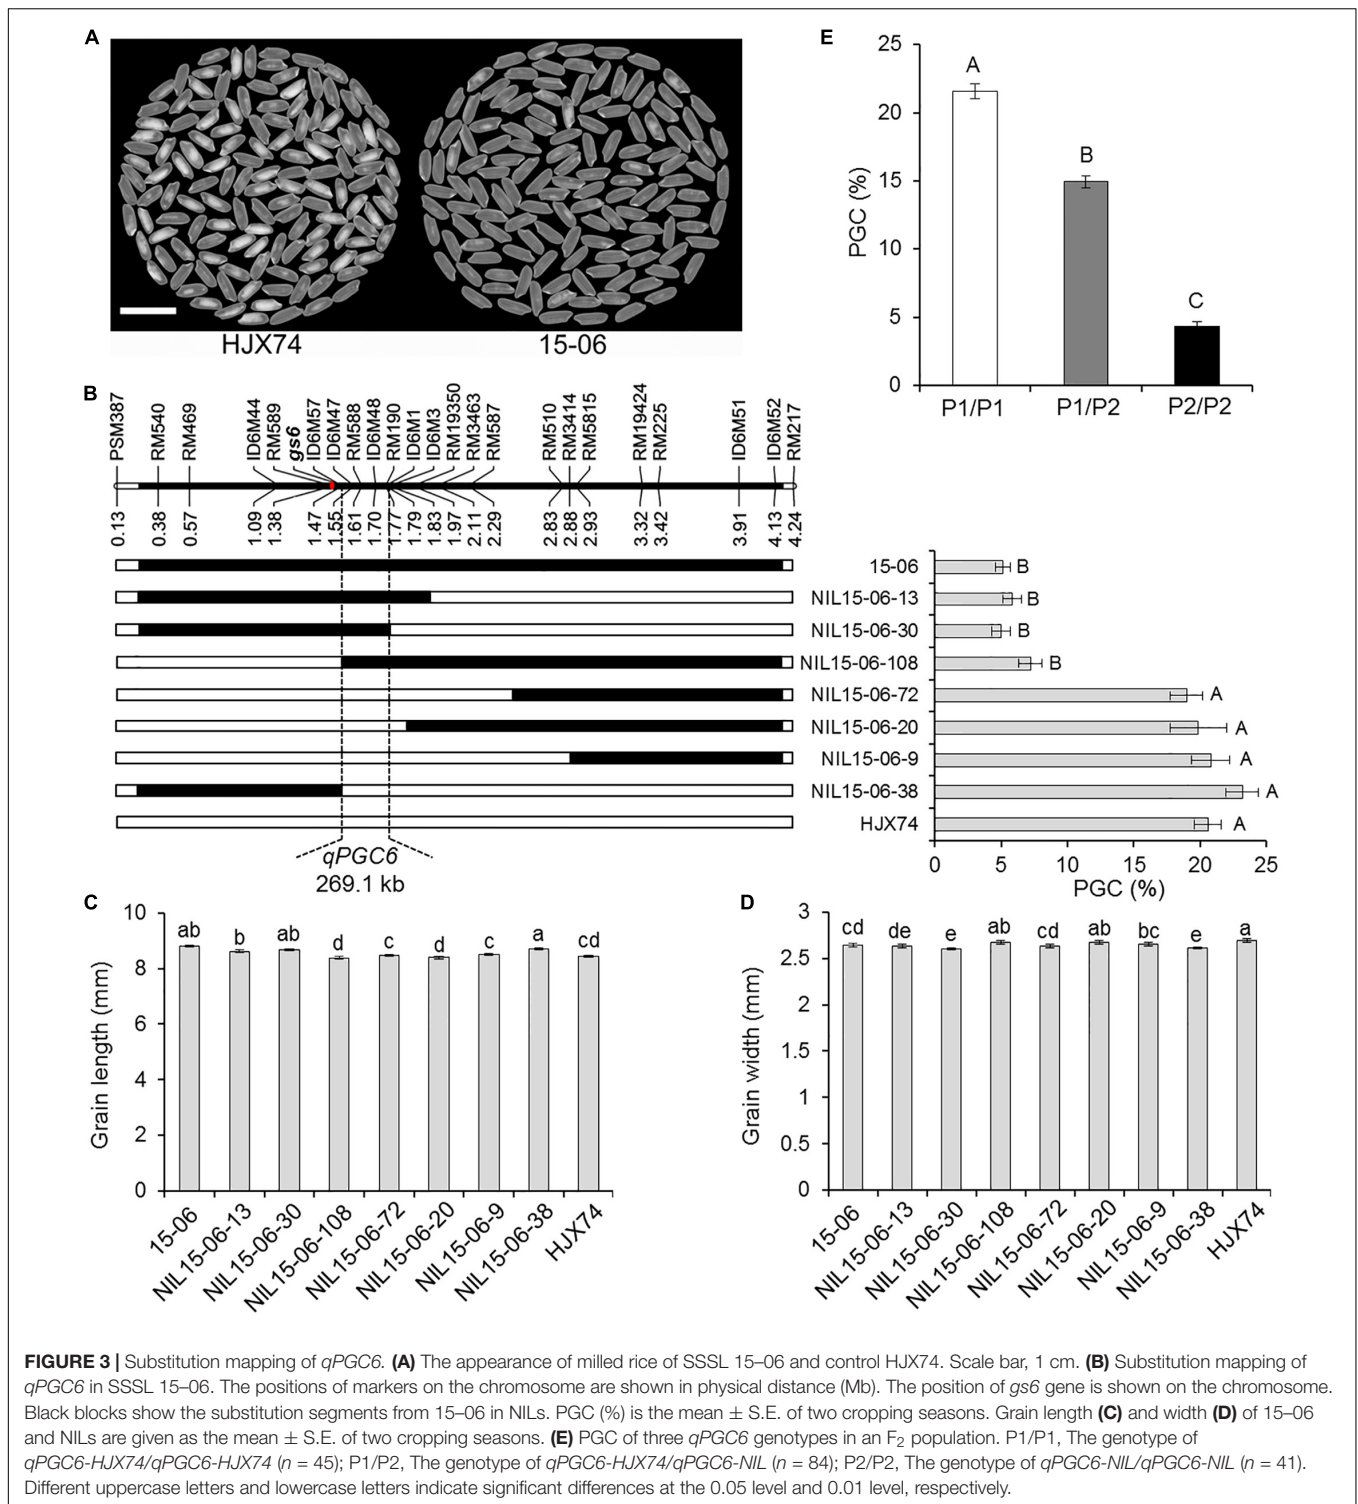 A
HJX74
15-06
E
PGC (%)
25
20
15
10
5
0
A
B
C
P1/P1
P1/P2
P2/P2
B
PSM387
RM540
RM469
ID6M44
RM589
gs6
ID6M57
ID6M47
RM588
ID6M48
RM190
ID6M1
ID6M3
RM19350
RM3463
RM587
RM510
RM3414
RM5815
RM19424
RM225
ID6M51
ID6M52
RM217
0.13
0.38
0.57
1.09
1.38
1.47
1.55
1.61
1.70
1.77
1.79
1.83
1.97
2.11
2.29
2.83
2.88
2.93
3.32
3.42
3.91
4.13
4.24
15-06 B
NIL15-06-13 B
NIL15-06-30 B
NIL15-06-108 B
NIL15-06-72 A
NIL15-06-20 A
NIL15-06-9 A
NIL15-06-38 A
HJX74 A
0 5 10 15 20 25
PGC (%)
qPGC6
269.1 kb
C
Grain length (mm)
10
8
6
4
2
0
ab b ab d c d c a cd
15-06
NIL15-06-13
NIL15-06-30
NIL15-06-108
NIL15-06-72
NIL15-06-20
NIL15-06-9
NIL15-06-38
HJX74
D
Grain width (mm)
3
2.5
2
1.5
1
0.5
0
cd de e ab cd ab bc e a
15-06
NIL15-06-13
NIL15-06-30
NIL15-06-108
NIL15-06-72
NIL15-06-20
NIL15-06-9
NIL15-06-38
HJX74
FIGURE 3 | Substitution mapping of qPGC6. (A) The appearance of milled rice of SSSL 15–06 and control HJX74. Scale bar, 1 cm. (B) Substitution mapping of
qPGC6 in SSSL 15–06. The positions of markers on the chromosome are shown in physical distance (Mb). The position of gs6 gene is shown on the chromosome.
Black blocks show the substitution segments from 15–06 in NILs. PGC (%) is the mean ± S.E. of two cropping seasons. Grain length (C) and width (D) of 15–06
and NILs are given as the mean ± S.E. of two cropping seasons. (E) PGC of three qPGC6 genotypes in an F₂ population. P1/P1, The genotype of
qPGC6-HJX74/qPGC6-HJX74 (n = 45); P1/P2, The genotype of qPGC6-HJX74/qPGC6-NIL (n = 84); P2/P2, The genotype of qPGC6-NIL/qPGC6-NIL (n = 41).
Different uppercase letters and lowercase letters indicate significant differences at the 0.05 level and 0.01 level, respectively.